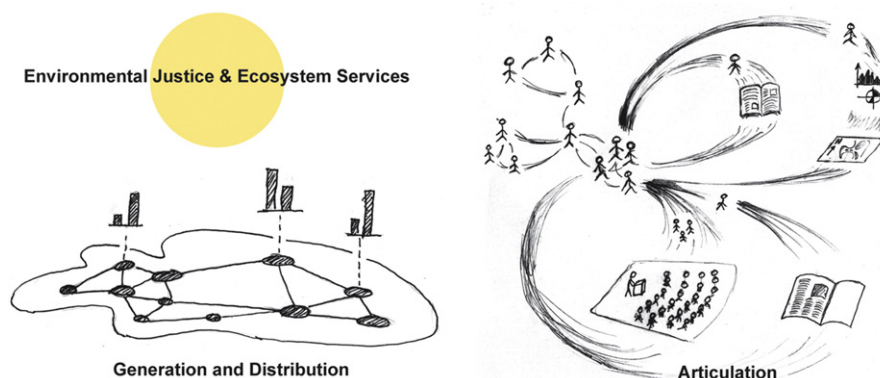 Environmental Justice & Ecosystem Services
Generation and Distribution
Articulation